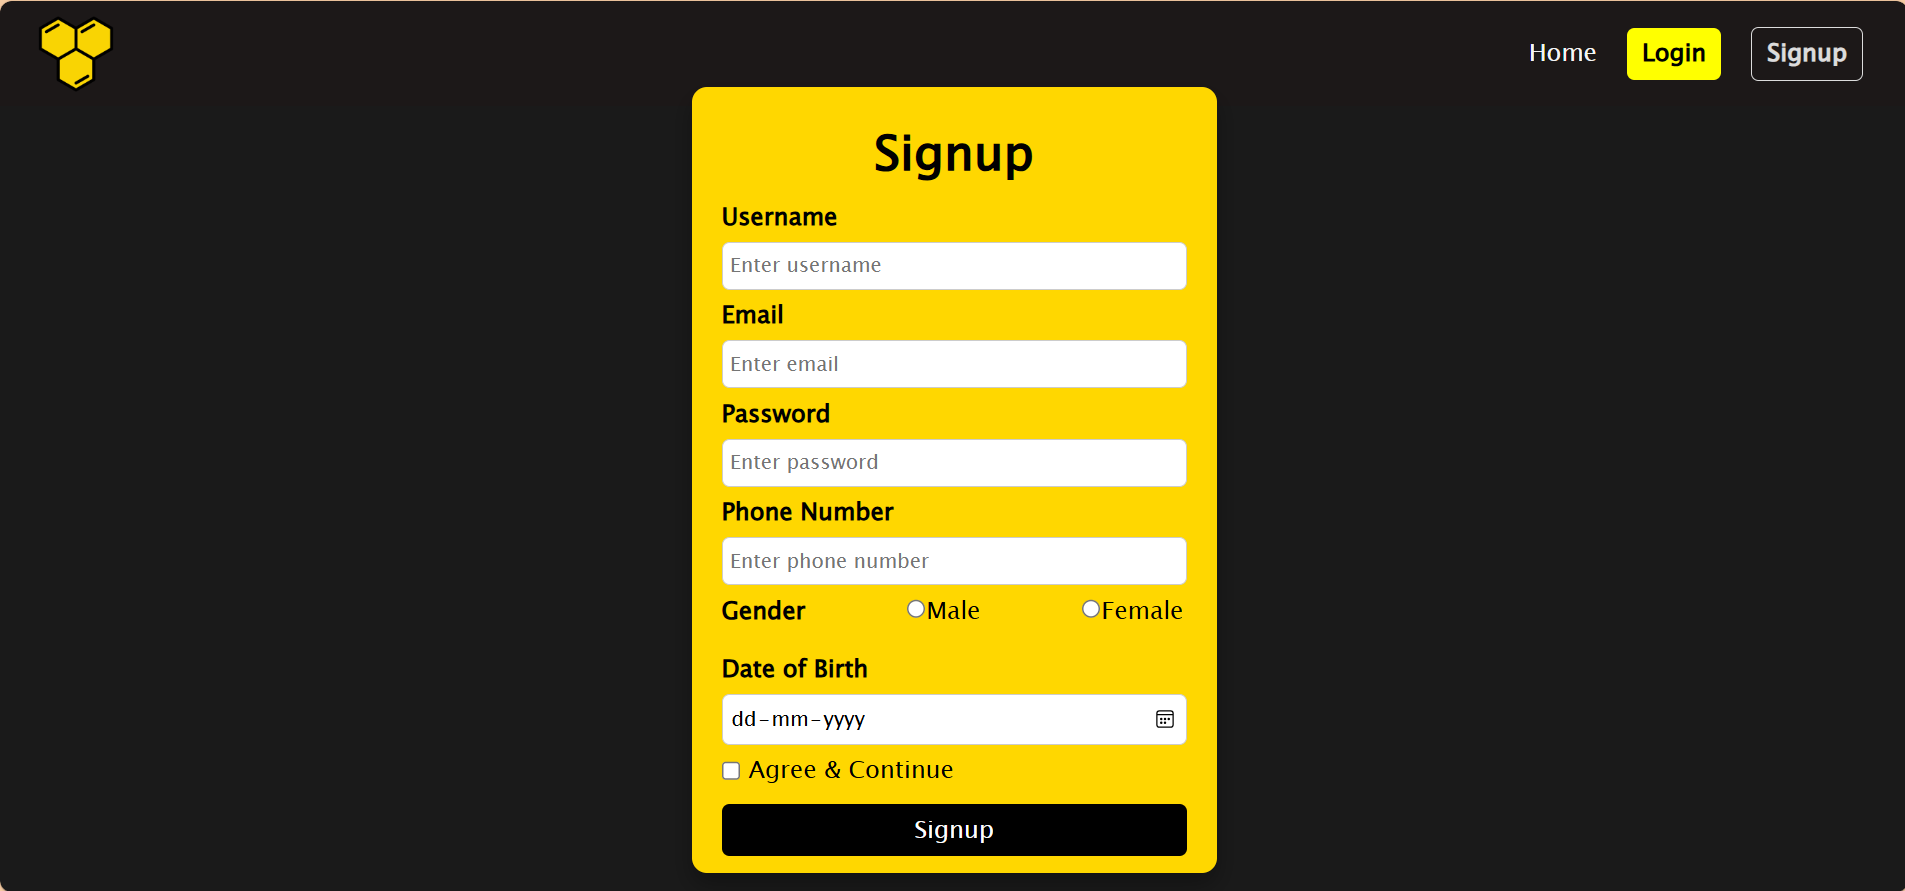 Home Login Signup
Signup
Username
Enter username
Email
Enter email
Password
Enter password
Phone Number
Enter phone number
Gender Male Female
Date of Birth
dd-mm-yyyy
Agree & Continue
Signup